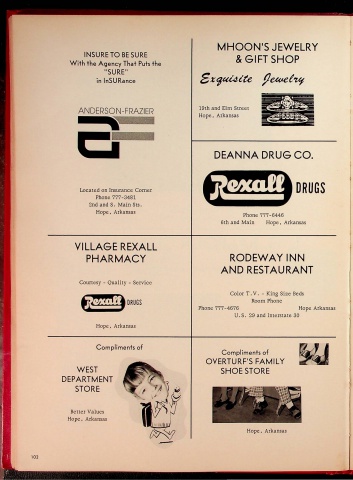 INSURE TO BE SURE
With the Agency That Puts the
"SURE"
in InSURance
ANDERSON-FRAZIER
Located on Insurance Corner
Phone 777-3481
2nd and S. Main Sts.
Hope, Arkansas
MHOON'S JEWELRY
& GIFT SHOP
Exquisite Jewelry
10th and Elm Street
Hope, Arkansas
DEANNA DRUG CO.
Rexall DRUGS
Phone 777-6446
6th and Main Hope, Arkansas
VILLAGE REXALL
PHARMACY
Courtesy - Quality - Service
Rexall DRUGS
Hope, Arkansas
RODEWAY INN
AND RESTAURANT
Color T.V. - King Size Beds
Room Phone
Phone 777-4676 Hope Arkansas
U.S. 29 and Interstate 30
Compliments of
WEST
DEPARTMENT
STORE
Better Values
Hope, Arkansas
Compliments of
OVERTURF'S FAMILY
SHOE STORE
Hope, Arkansas
102